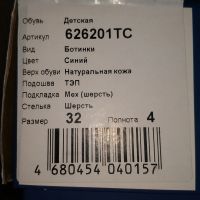 Обувь Детская
Артикул 626201ТС
Вид Ботинки
Цвет Синий
Верх обуви Натуральная кожа
Подошва ТЭП
Подкладка Мех (шерсть)
Стелька Шерсть
Размер 32 Полнота 4
4 680454 040157